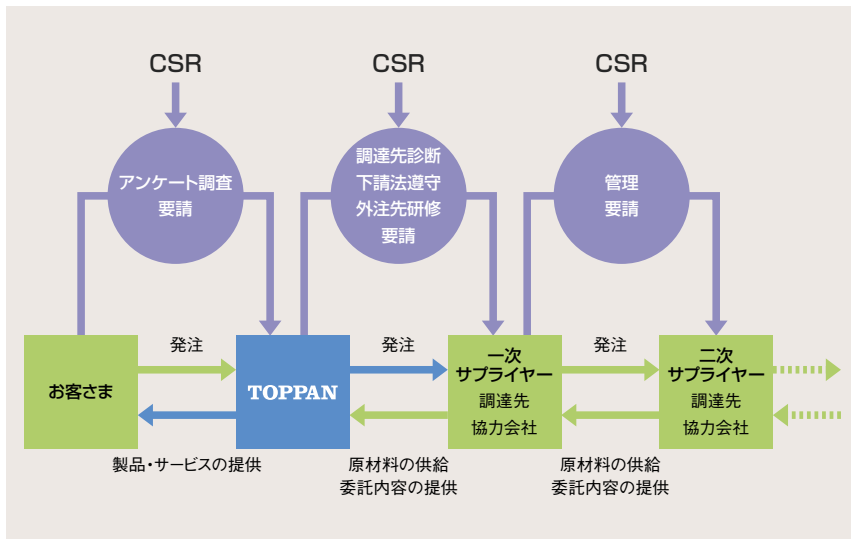 CSR
CSR
CSR
アンケート調査
要請
調達先診断
下請法遵守
外注先研修
要請
管理
要請
お客さま
発注
TOPPAN
発注
一次
サプライヤー
調達先
協力会社
発注
二次
サプライヤー
調達先
協力会社
製品・サービスの提供
原材料の供給
委託内容の提供
原材料の供給
委託内容の提供